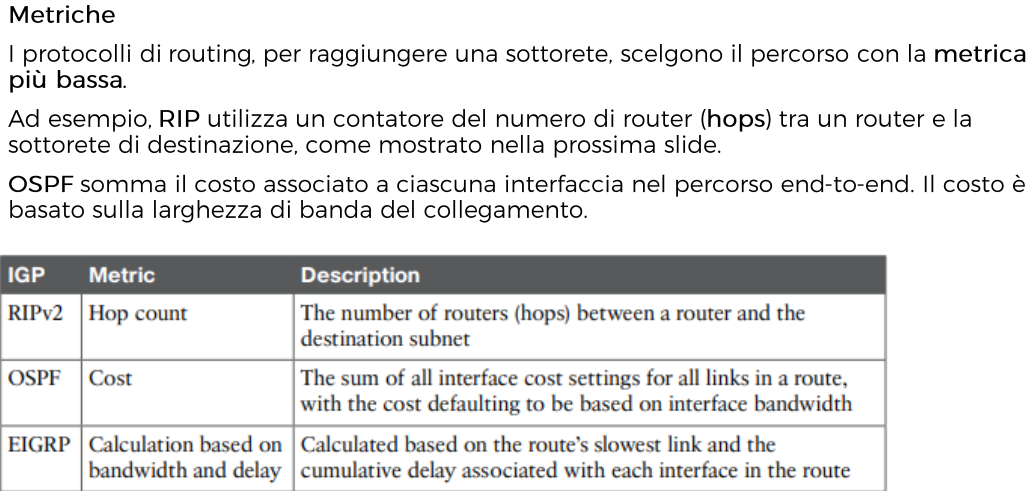 Metriche
I protocolli di routing, per raggiungere una sottorete, scelgono il percorso con la metrica
più bassa.
Ad esempio, RIP utilizza un contatore del numero di router (hops) tra un router e la
sottorete di destinazione, come mostrato nella prossima slide.
OSPF somma il costo associato a ciascuna interfaccia nel percorso end-to-end. Il costo è
basato sulla larghezza di banda del collegamento.
IGP Metric Description
RIPv2 Hop count The number of routers (hops) between a router and the
destination subnet
OSPF Cost The sum of all interface cost settings for all links in a route,
with the cost defaulting to be based on interface bandwidth
EIGRP Calculation based on Calculated based on the route's slowest link and the
bandwidth and delay cumulative delay associated with each interface in the route